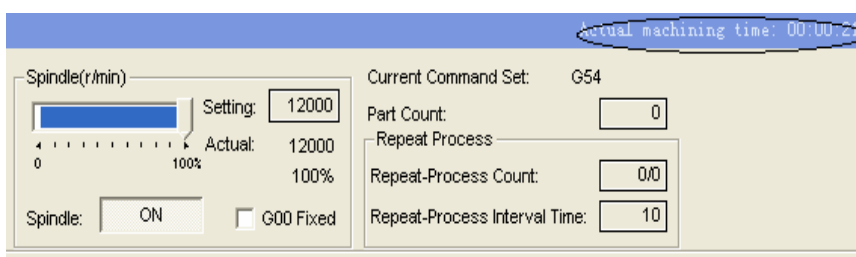 Actual machining time: 00:00:2
Spindle(r/min)
Setting: 12000
Actual: 12000
0 100%
100%
Spindle: ON G00 Fixed
Current Command Set: G54
Part Count: 0
Repeat Process
Repeat-Process Count: 0/0
Repeat-Process Interval Time: 10